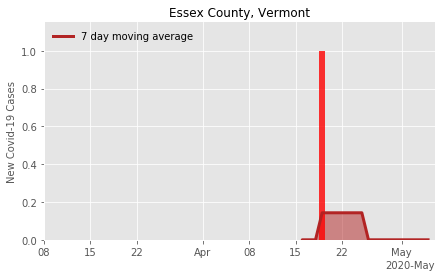 Essex County, Vermont
7 day moving average
New Covid-19 Cases
1.0
0.8
0.6
0.4
0.2
0.0
08 15 22 Apr 08 15 22 May
2020-May